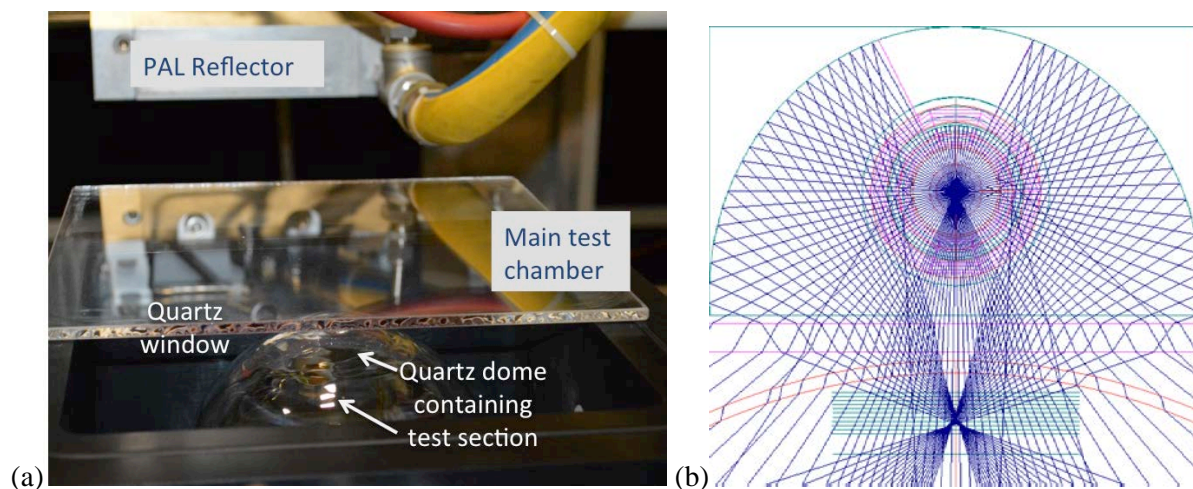 PAL Reflector
Main test
chamber
Quartz
window
Quartz dome
containing
test section
(a)
(b)